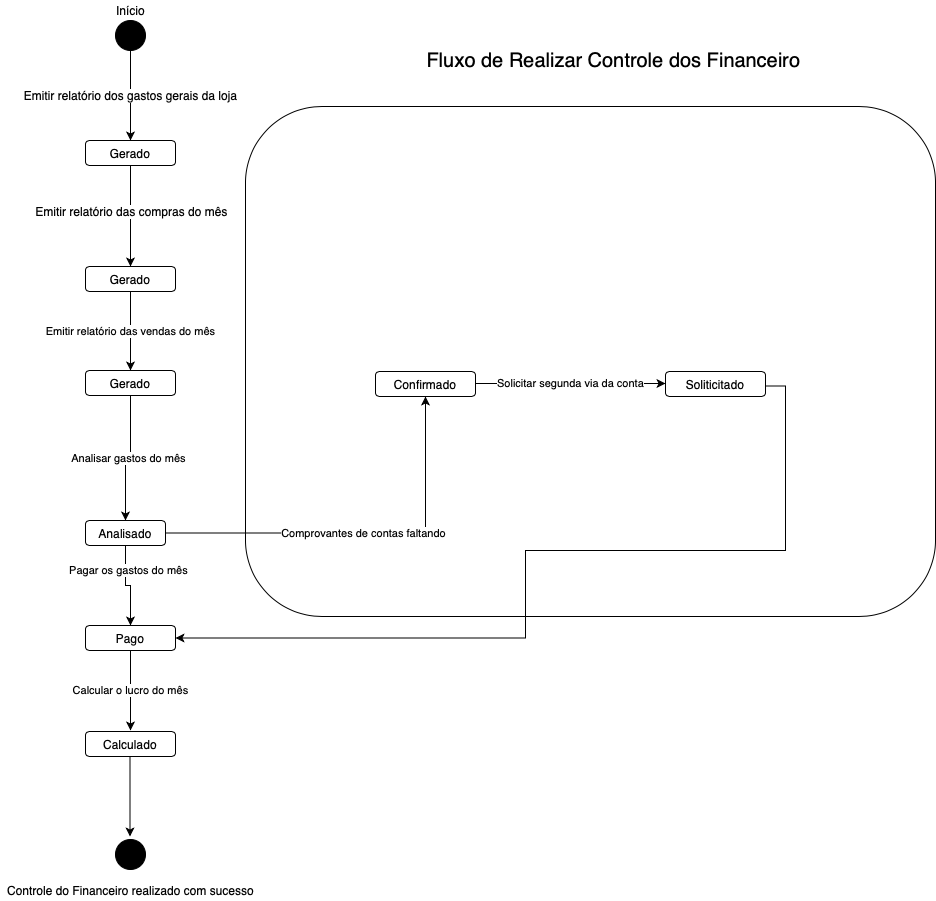 Início
Fluxo de Realizar Controle dos Financeiro
Emitir relatório dos gastos gerais da loja
Gerado
Emitir relatório das compras do mês
Gerado
Emitir relatório das vendas do mês
Gerado
Confirmado
Solicitar segunda via da conta
Soliticitado
Analisar gastos do mês
Analisado
Comprovantes de contas faltando
Pagar os gastos do mês
Pago
Calcular o lucro do mês
Calculado
Controle do Financeiro realizado com sucesso